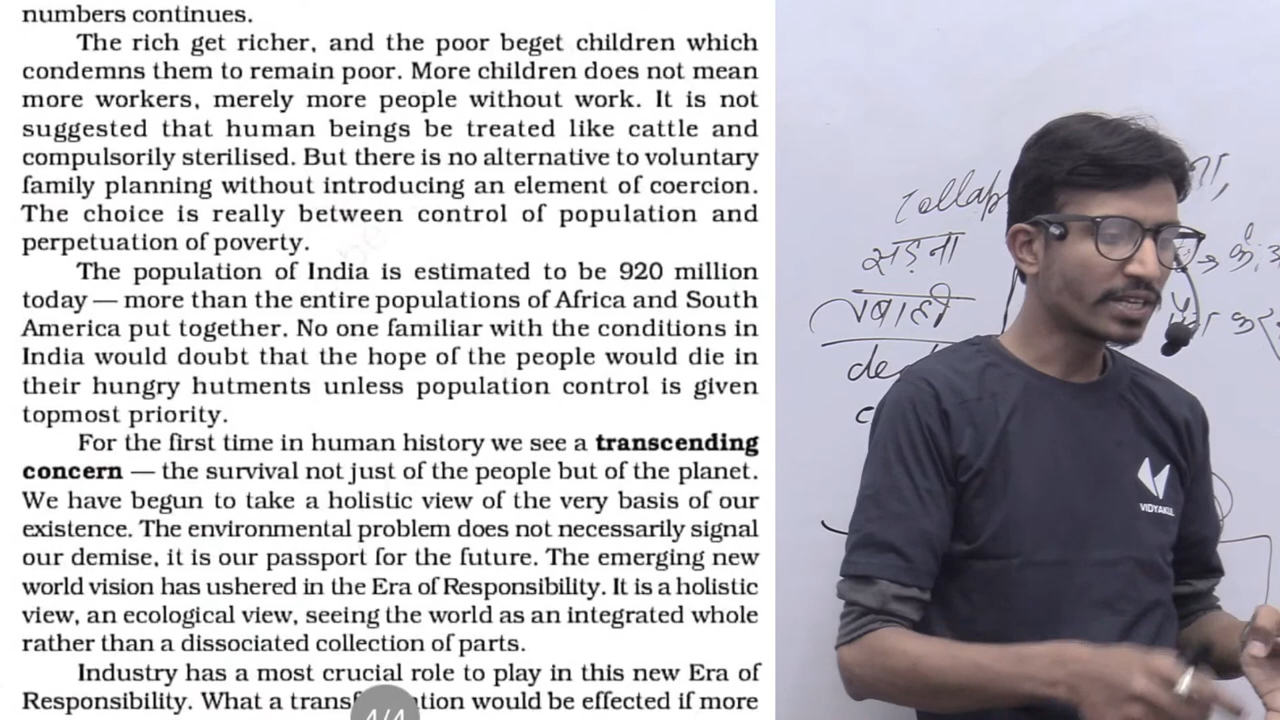 numbers continues.
The rich get richer, and the poor beget children which
condemns them to remain poor. More children does not mean
more workers, merely more people without work. It is not
suggested that human beings be treated like cattle and
compulsorily sterilised. But there is no alternative to voluntary
family planning without introducing an element of coercion.
The choice is really between control of population and
perpetuation of poverty.
The population of India is estimated to be 920 million
today — more than the entire populations of Africa and South
America put together. No one familiar with the conditions in
India would doubt that the hope of the people would die in
their hungry hutments unless population control is given
topmost priority.
For the first time in human history we see a transcending
concern — the survival not just of the people but of the planet.
We have begun to take a holistic view of the very basis of our
existence. The environmental problem does not necessarily signal
our demise, it is our passport for the future. The emerging new
world vision has ushered in the Era of Responsibility. It is a holistic
view, an ecological view, seeing the world as an integrated whole
rather than a dissociated collection of parts.
Industry has a most crucial role to play in this new Era of
Responsibility. What a would be effected if more
4/4
सड़ना
तबाही
VIDYAKUL